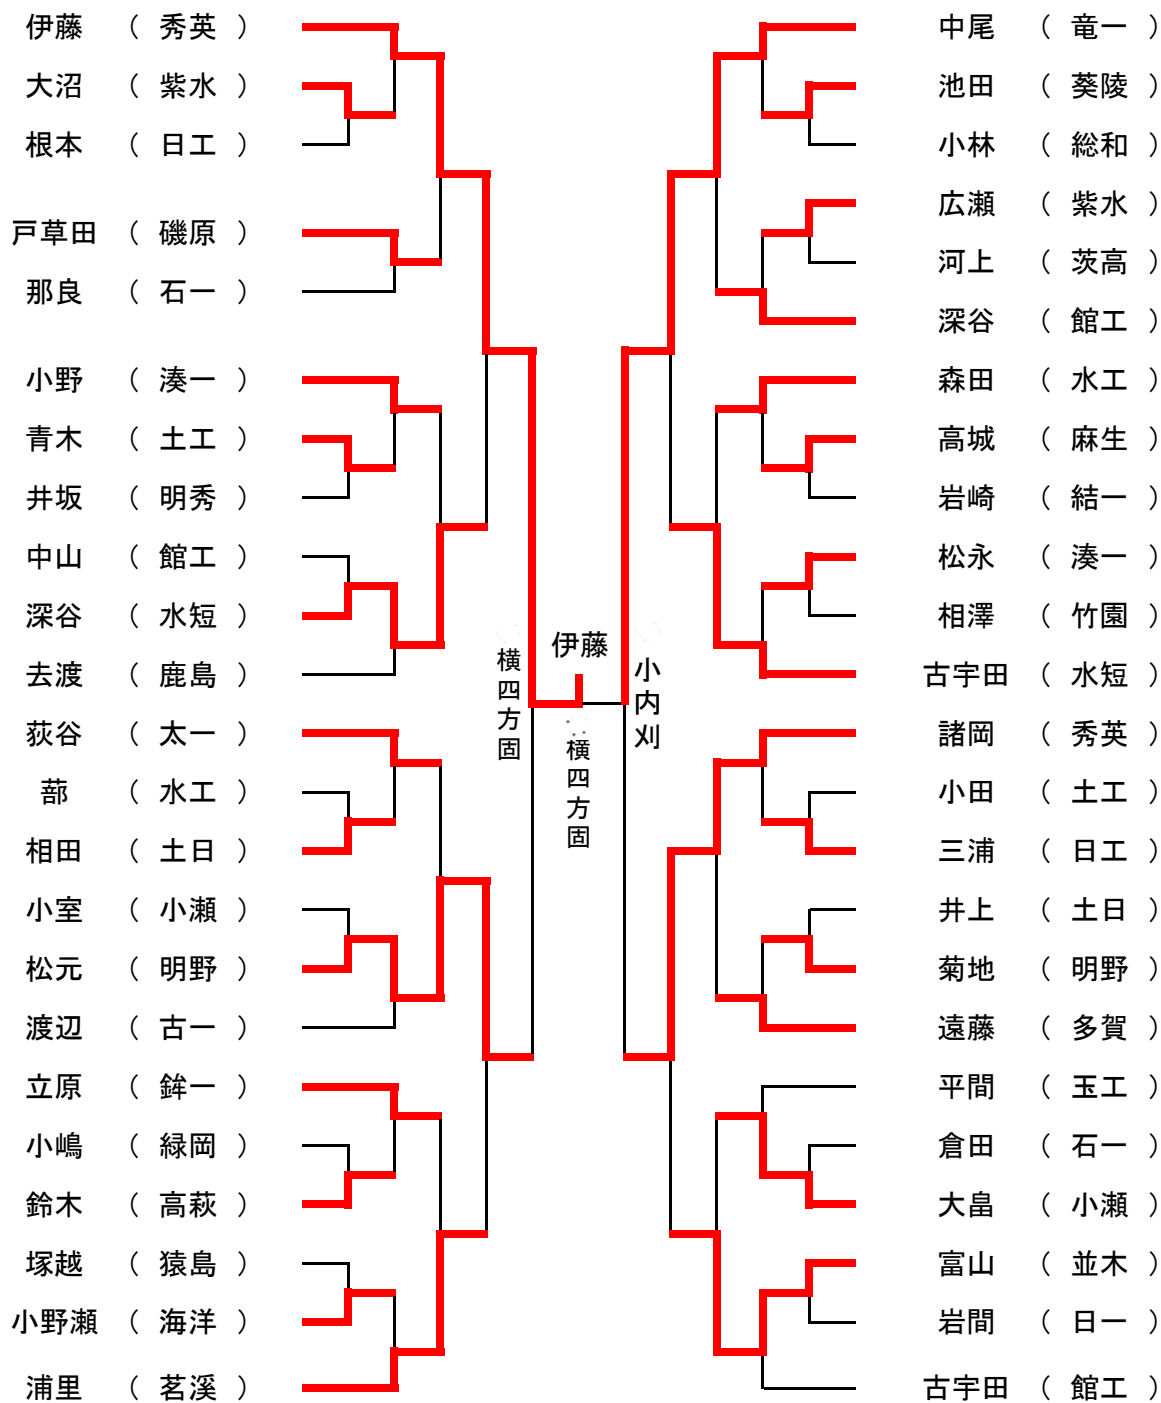 伊藤 （ 秀英 ）
大沼 （ 紫水 ）
根本 （ 日工 ）
戸草田 （ 磯原 ）
那良 （ 石一 ）
小野 （ 湊一 ）
青木 （ 土工 ）
井坂 （ 明秀 ）
中山 （ 館工 ）
深谷 （ 水短 ）
去渡 （ 鹿島 ）
荻谷 （ 太一 ）
蔀 （ 水工 ）
相田 （ 土日 ）
小室 （ 小瀬 ）
松元 （ 明野 ）
渡辺 （ 古一 ）
立原 （ 鉾一 ）
小嶋 （ 緑岡 ）
鈴木 （ 高萩 ）
塚越 （ 猿島 ）
小野瀬 （ 海洋 ）
浦里 （ 茗溪 ）
横四方固
伊藤
横四方固
小内刈
中尾 （ 竜一 ）
池田 （ 葵陵 ）
小林 （ 総和 ）
広瀬 （ 紫水 ）
河上 （ 茨高 ）
深谷 （ 館工 ）
森田 （ 水工 ）
高城 （ 麻生 ）
岩崎 （ 結一 ）
松永 （ 湊一 ）
相澤 （ 竹園 ）
古宇田 （ 水短 ）
諸岡 （ 秀英 ）
小田 （ 土工 ）
三浦 （ 日工 ）
井上 （ 土日 ）
菊地 （ 明野 ）
遠藤 （ 多賀 ）
平間 （ 玉工 ）
倉田 （ 石一 ）
大畠 （ 小瀬 ）
富山 （ 並木 ）
岩間 （ 日一 ）
古宇田 （ 館工 ）